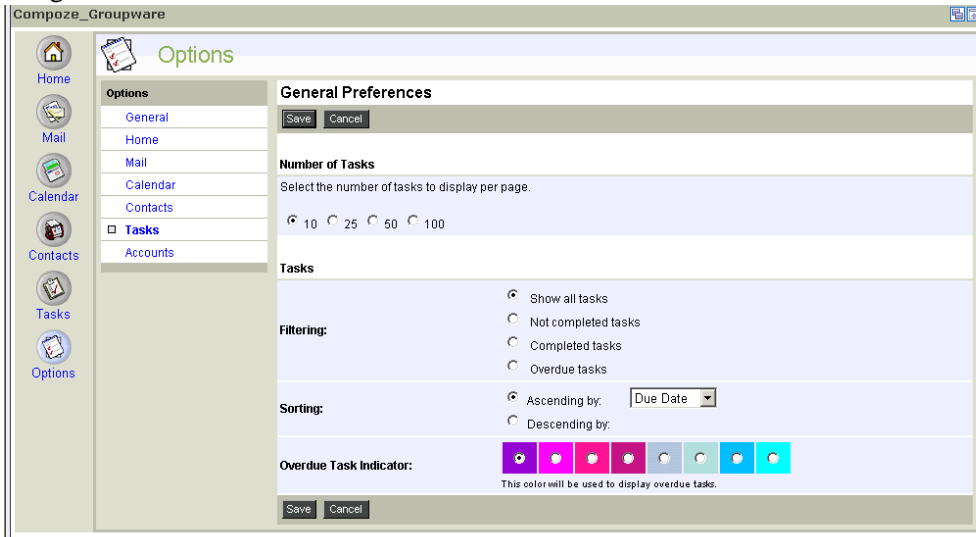 Compoze_Groupware
Options
Home
Mail
Calendar
Contacts
Tasks
Options
Options
General
Home
Mail
Calendar
Contacts
Tasks
Accounts
General Preferences
Save Cancel
Number of Tasks
Select the number of tasks to display per page.
10 25 50 100
Tasks
Filtering:
Show all tasks
Not completed tasks
Completed tasks
Overdue tasks
Sorting:
Ascending by: Due Date
Descending by:
Overdue Task Indicator:
This color will be used to display overdue tasks.
Save Cancel